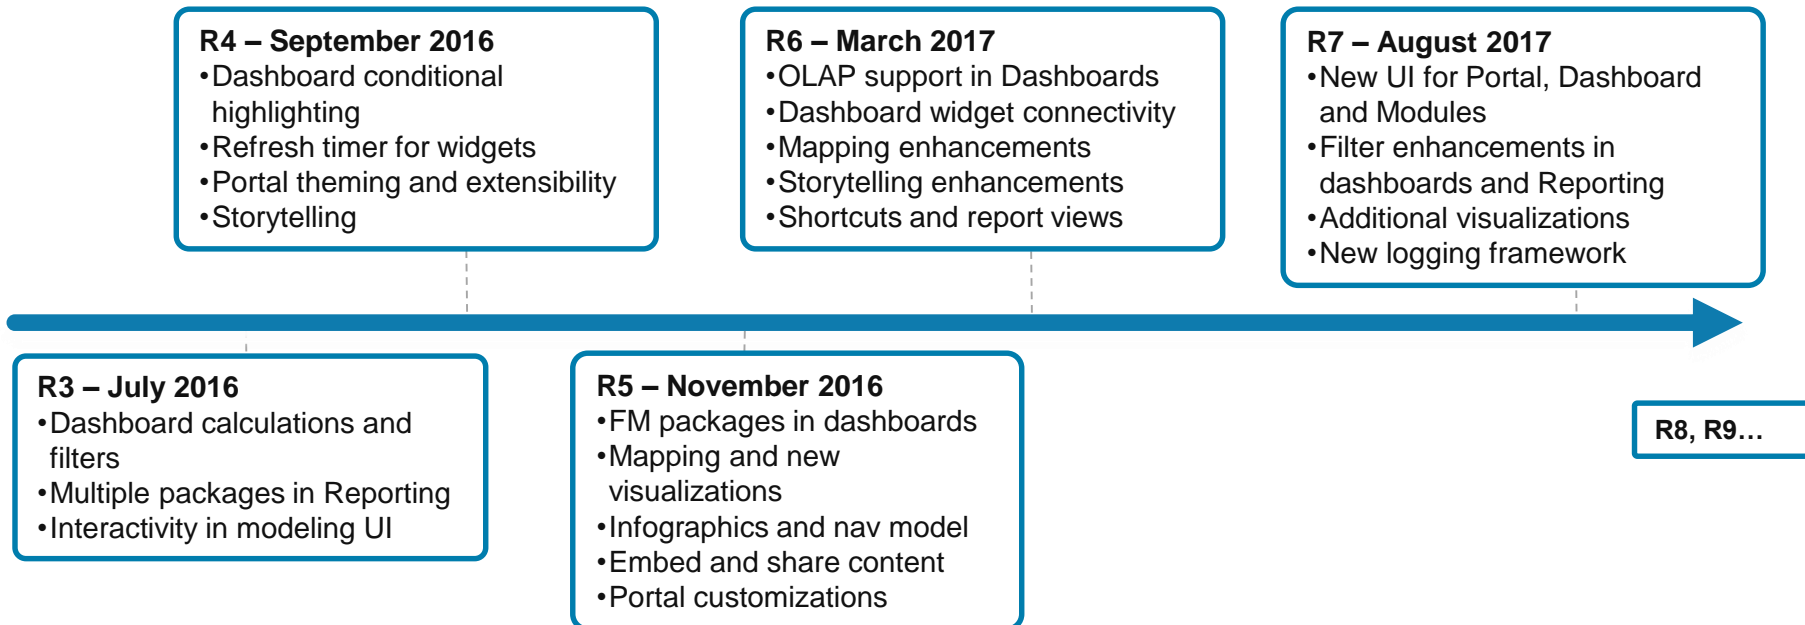 R4 – September 2016
•Dashboard conditional
highlighting
•Refresh timer for widgets
•Portal theming and extensibility
•Storytelling
R6 – March 2017
•OLAP support in Dashboards
•Dashboard widget connectivity
•Mapping enhancements
•Storytelling enhancements
•Shortcuts and report views
R7 – August 2017
•New UI for Portal, Dashboard
and Modules
•Filter enhancements in
dashboards and Reporting
•Additional visualizations
•New logging framework
R3 – July 2016
•Dashboard calculations and
filters
•Multiple packages in Reporting
•Interactivity in modeling UI
R5 – November 2016
•FM packages in dashboards
•Mapping and new
visualizations
•Infographics and nav model
•Embed and share content
•Portal customizations
R8, R9…